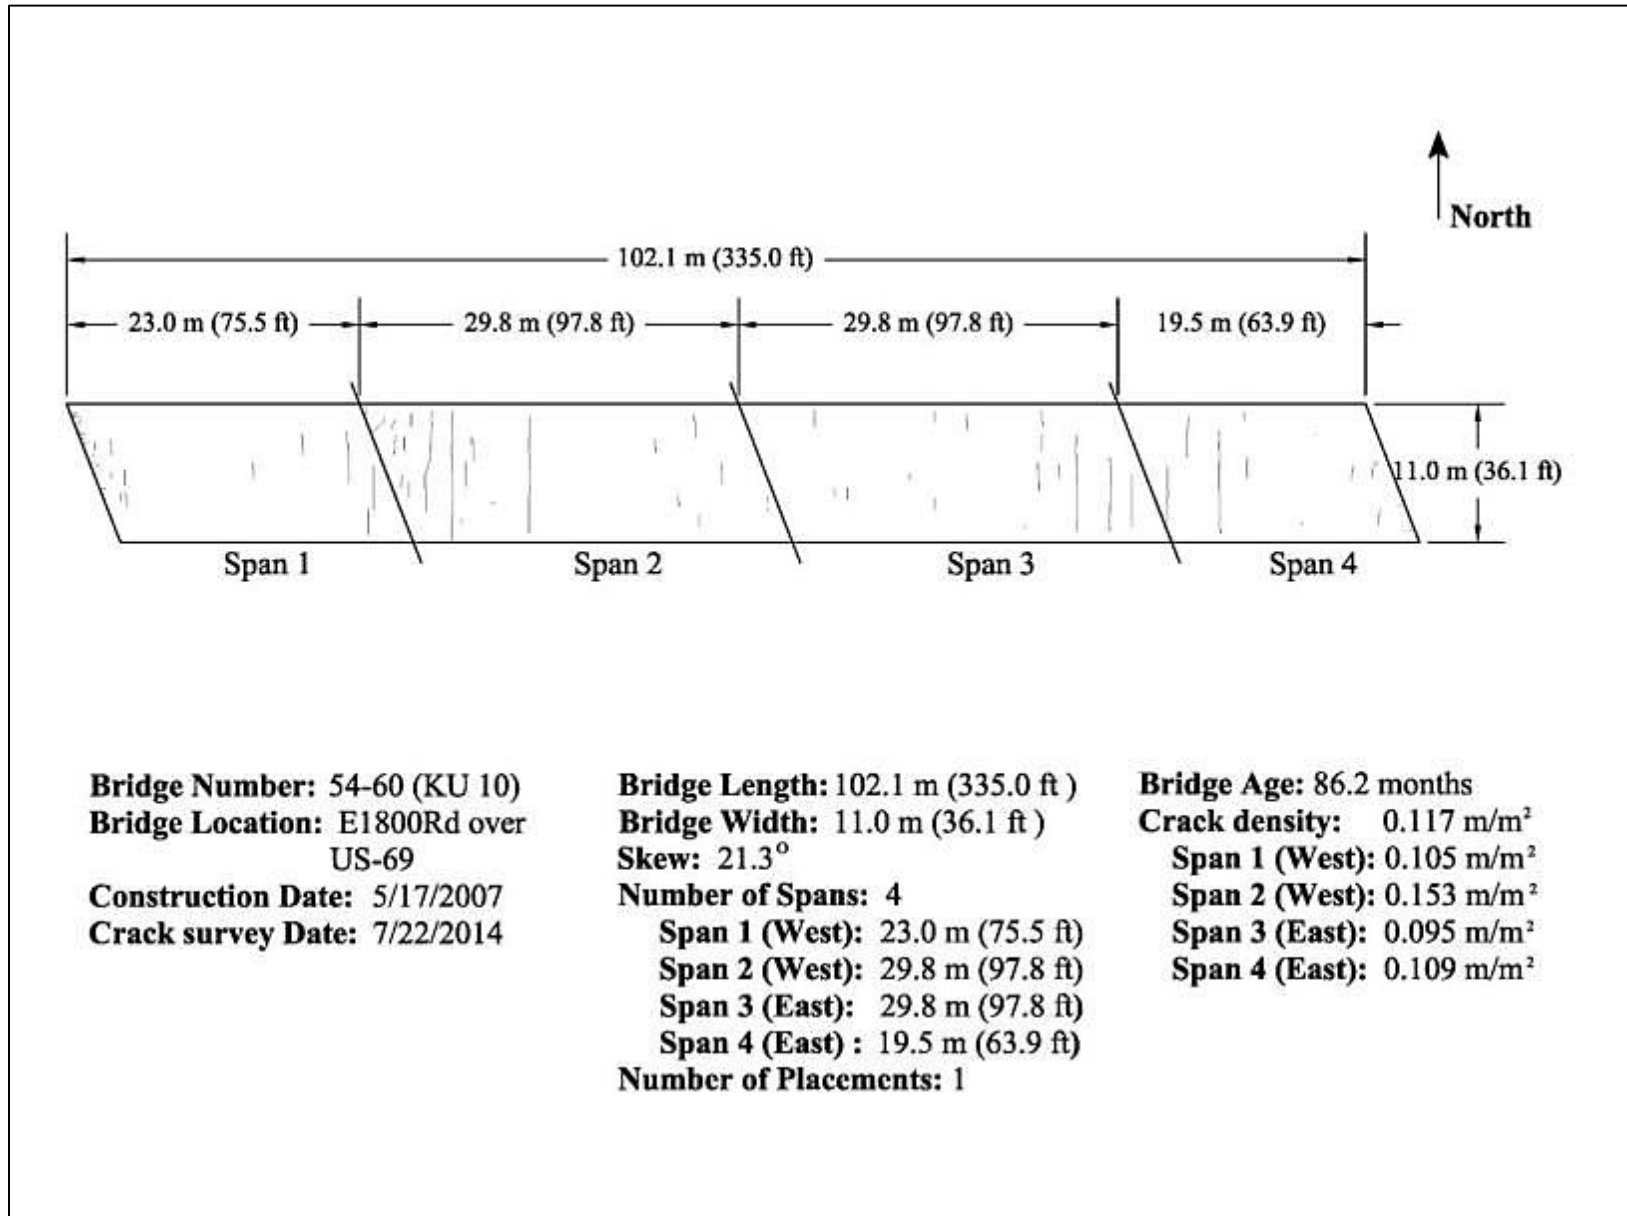 North
102.1 m (335.0 ft)
23.0 m (75.5 ft)
29.8 m (97.8 ft)
29.8 m (97.8 ft)
19.5 m (63.9 ft)
11.0 m (36.1 ft)
Span 1
Span 2
Span 3
Span 4
Bridge Number: 54-60 (KU 10)
Bridge Location: E1800Rd over
US-69
Construction Date: 5/17/2007
Crack survey Date: 7/22/2014
Bridge Length: 102.1 m (335.0 ft )
Bridge Width: 11.0 m (36.1 ft )
Skew: 21.3°
Number of Spans: 4
Span 1 (West): 23.0 m (75.5 ft)
Span 2 (West): 29.8 m (97.8 ft)
Span 3 (East): 29.8 m (97.8 ft)
Span 4 (East) : 19.5 m (63.9 ft)
Number of Placements: 1
Bridge Age: 86.2 months
Crack density: 0.117 m/m²
Span 1 (West): 0.105 m/m²
Span 2 (West): 0.153 m/m²
Span 3 (East): 0.095 m/m²
Span 4 (East): 0.109 m/m²